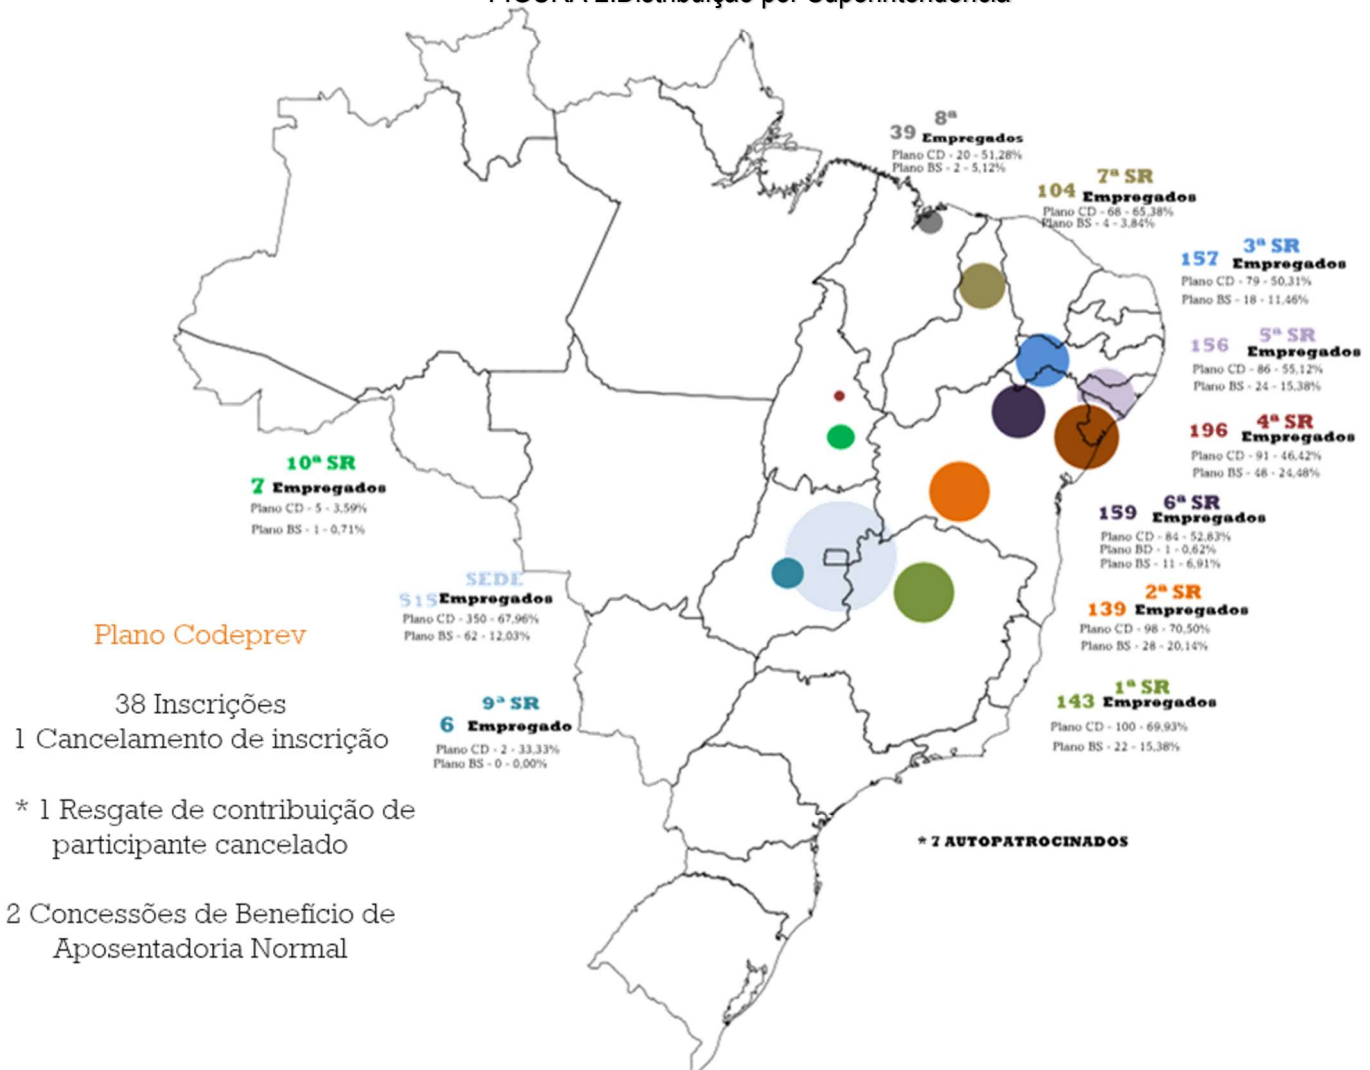 FIGURA 2.Distribuição por Superintendência
39 8ª
Empregados
Plano CD - 20 - 51,28%
Plano BS - 2 - 5,12%
104 7ª SR
Empregados
Plano CD - 68 - 65,38%
Plano BS - 4 - 3,84%
157 3ª SR
Empregados
Plano CD - 79 - 50,31%
Plano BS - 18 - 11,46%
156 5ª SR
Empregados
Plano CD - 86 - 55,12%
Plano BS - 24 - 15,38%
196 4ª SR
Empregados
Plano CD - 91 - 46,42%
Plano BS - 48 - 24,48%
10ª SR
7 Empregados
Plano CD - 5 - 3,59%
Plano BS - 1 - 0,71%
159 6ª SR
Empregados
Plano CD - 84 - 52,83%
Plano BD - 1 - 0,62%
Plano BS - 11 - 6,91%
SEDE
515 Empregados
Plano CD - 350 - 67,96%
Plano BS - 62 - 12,03%
2ª SR
139 Empregados
Plano CD - 98 - 70,50%
Plano BS - 28 - 20,14%
9ª SR
6 Empregado
Plano CD - 2 - 33,33%
Plano BS - 0 - 0,00%
1ª SR
143 Empregados
Plano CD - 100 - 69,93%
Plano BS - 22 - 15,38%
Plano Codeprev
38 Inscrições
1 Cancelamento de inscrição
* 1 Resgate de contribuição de
participante cancelado
2 Concessões de Benefício de
Aposentadoria Normal
* 7 AUTOPATROCINADOS